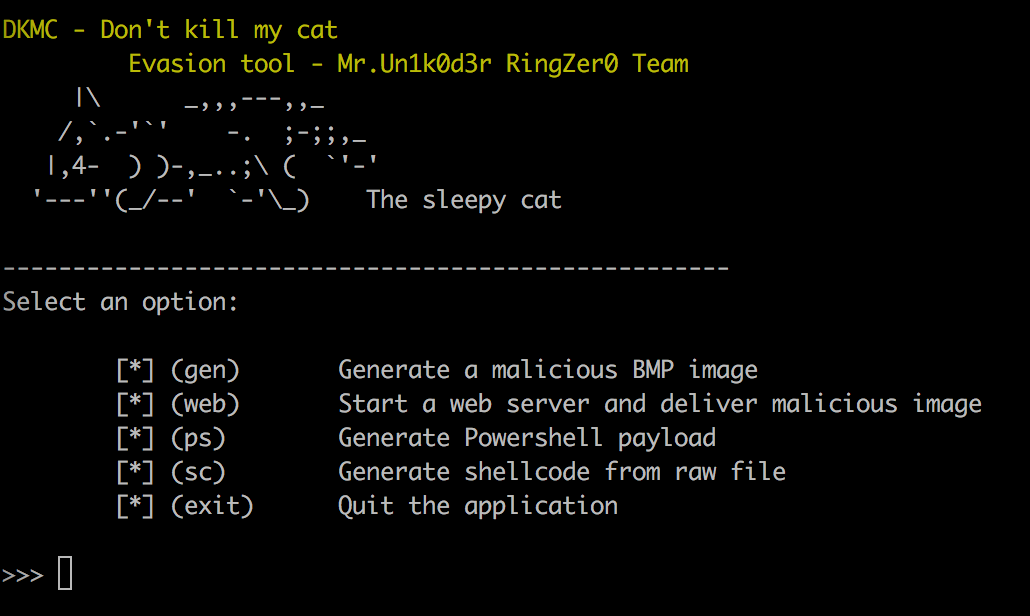 DKMC - Don't kill my cat
         Evasion tool - Mr.Un1k0d3r RingZer0 Team
     |\      _,,,---,,_
    /,`.-'`'    -.  ;-;;,_
   |,4-  ) )-,_..;\ (  `'-'
  '---''(_/--'  `-'\_)    The sleepy cat

----------------------------------------------------
Select an option:

        [*] (gen)       Generate a malicious BMP image
        [*] (web)       Start a web server and deliver malicious image
        [*] (ps)        Generate Powershell payload
        [*] (sc)        Generate shellcode from raw file
        [*] (exit)      Quit the application

>>>